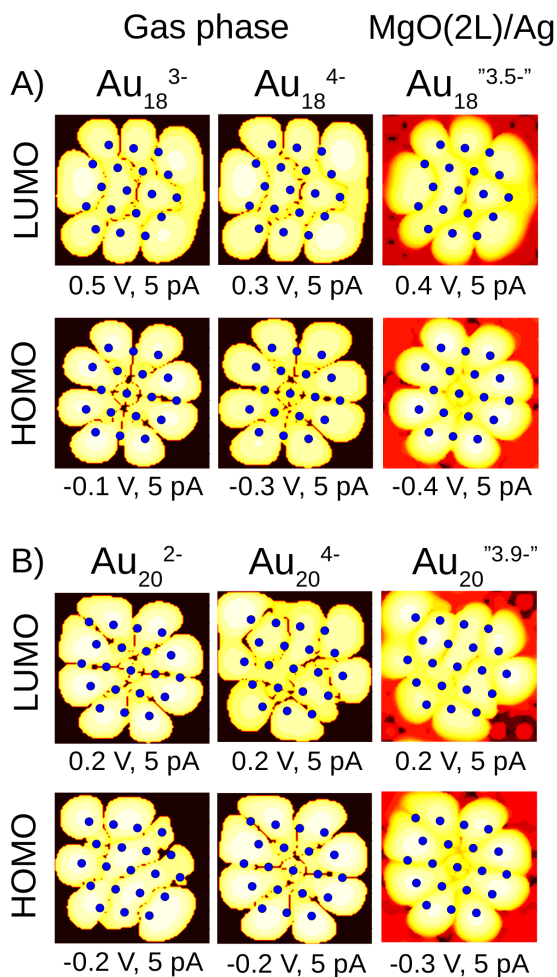 Gas phase MgO(2L)/Ag
A) Au18 3- Au18 4- Au18 "3.5-"
LUMO
0.5 V, 5 pA 0.3 V, 5 pA 0.4 V, 5 pA
HOMO
-0.1 V, 5 pA -0.3 V, 5 pA -0.4 V, 5 pA
B) Au20 2- Au20 4- Au20 "3.9-"
LUMO
0.2 V, 5 pA 0.2 V, 5 pA 0.2 V, 5 pA
HOMO
-0.2 V, 5 pA -0.2 V, 5 pA -0.3 V, 5 pA